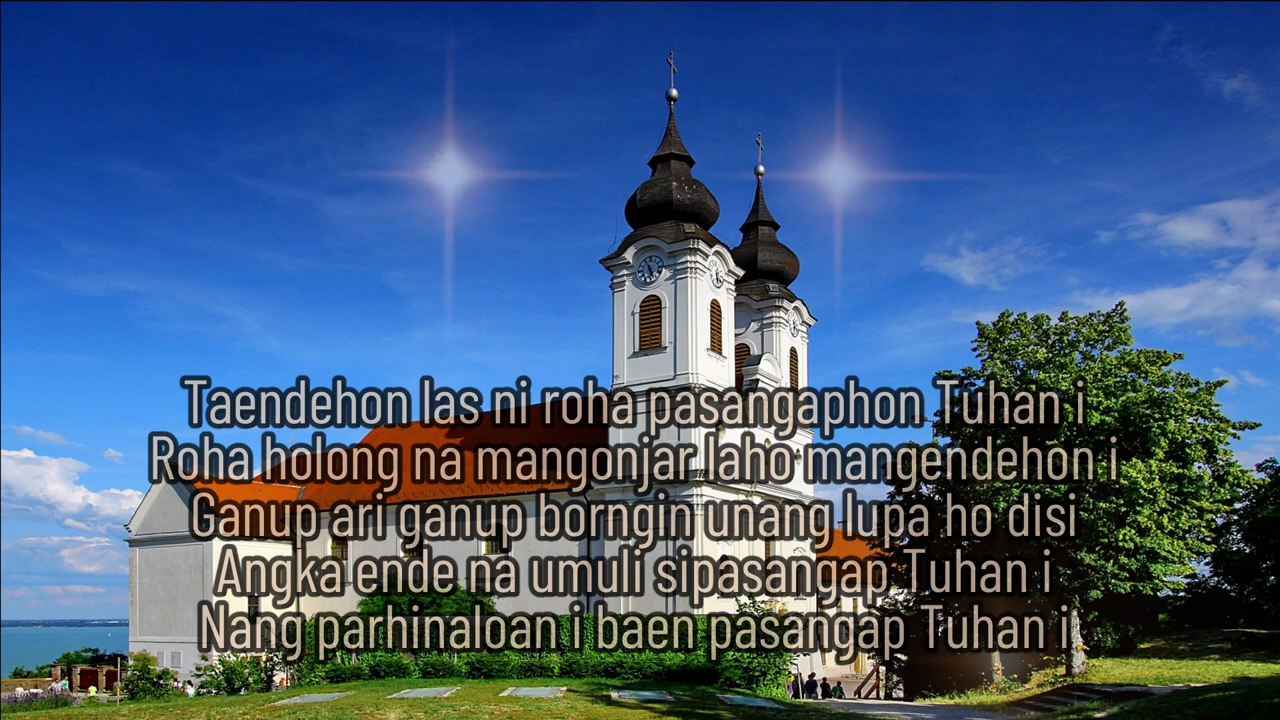 Taendehon las ni roha pasangaphon Tuhan i
Roha holong na mangonjar laho mangendehon i
Ganup ari ganup borngin unang lupa ho disi
Angka ende na umuli sipasangap Tuhan i
Nang parhinaloan i baen pasangap Tuhan i